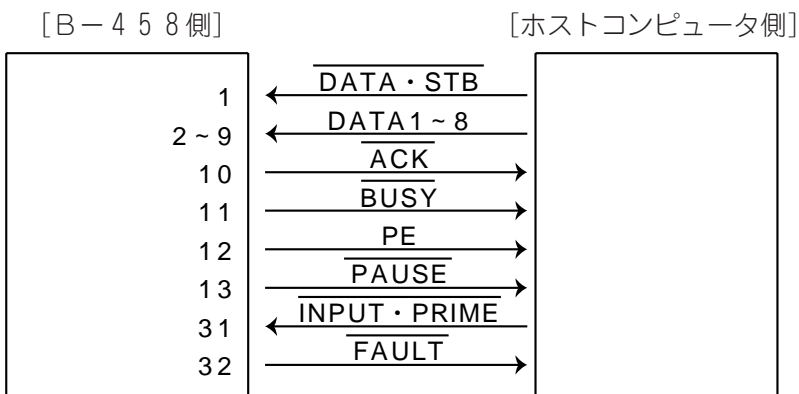 [B－458側] [ホストコンピュータ側]
1 DATA・STB
2～9 DATA1～8
10 ACK
11 BUSY
12 PE
13 PAUSE
31 INPUT・PRIME
32 FAULT